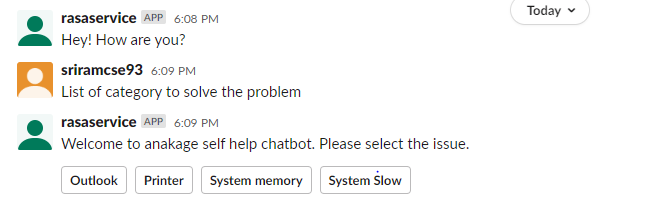 Today
rasaservice APP 6:08 PM
Hey! How are you?
sriramcse93 6:09 PM
List of category to solve the problem
rasaservice APP 6:09 PM
Welcome to anakage self help chatbot. Please select the issue.
Outlook Printer System memory System Slow